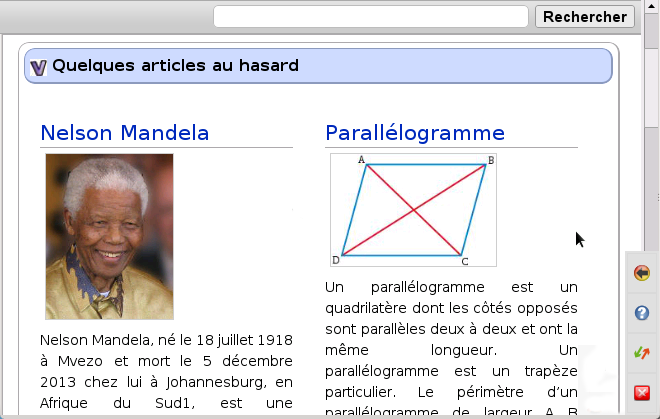 Rechercher
Quelques articles au hasard
Nelson Mandela
Nelson Mandela, né le 18 juillet 1918
à Mvezo et mort le 5 décembre
2013 chez lui à Johannesburg, en
Afrique du Sud1, est une
Parallélogramme
A B
D C
Un parallélogramme est un
quadrilatère dont les côtés opposés
sont parallèles deux à deux et ont la
même longueur. Un
parallélogramme est un trapèze
particulier. Le périmètre d’un
parallélogramme de largeur A B